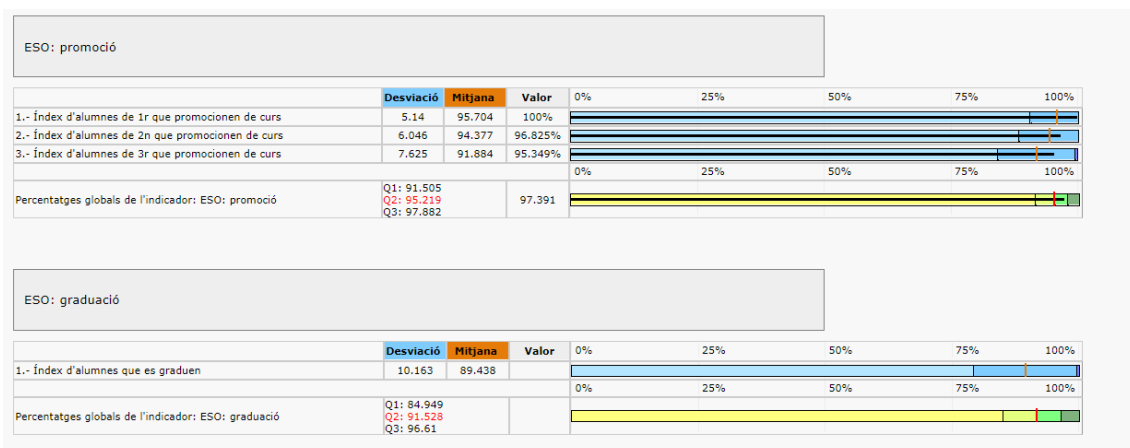 ESO: promoció
Desviació Mitjana Valor 0% 25% 50% 75% 100%
1.- Índex d'alumnes de 1r que promocionen de curs 5.14 95.704 100%
2.- Índex d'alumnes de 2n que promocionen de curs 6.046 94.377 96.825%
3.- Índex d'alumnes de 3r que promocionen de curs 7.625 91.884 95.349%
0% 25% 50% 75% 100%
Q1: 91.505
Percentatges globals de l'indicador: ESO: promoció Q2: 95.219 97.391
Q3: 97.882
ESO: graduació
Desviació Mitjana Valor 0% 25% 50% 75% 100%
1.- Índex d'alumnes que es graduen 10.163 89.438
0% 25% 50% 75% 100%
Q1: 84.949
Percentatges globals de l'indicador: ESO: graduació Q2: 91.528
Q3: 96.61